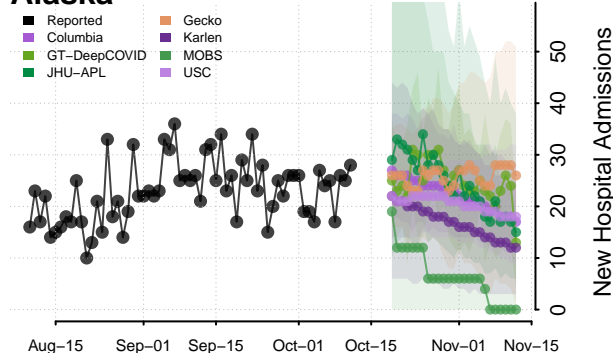 Alaska
Reported
Columbia
GT−DeepCOVID
JHU−APL
Gecko
Karlen
MOBS
USC
0 10 20 30 40 50
New Hospital Admissions
Aug−15 Sep−01 Sep−15 Oct−01 Oct−15 Nov−01 Nov−15